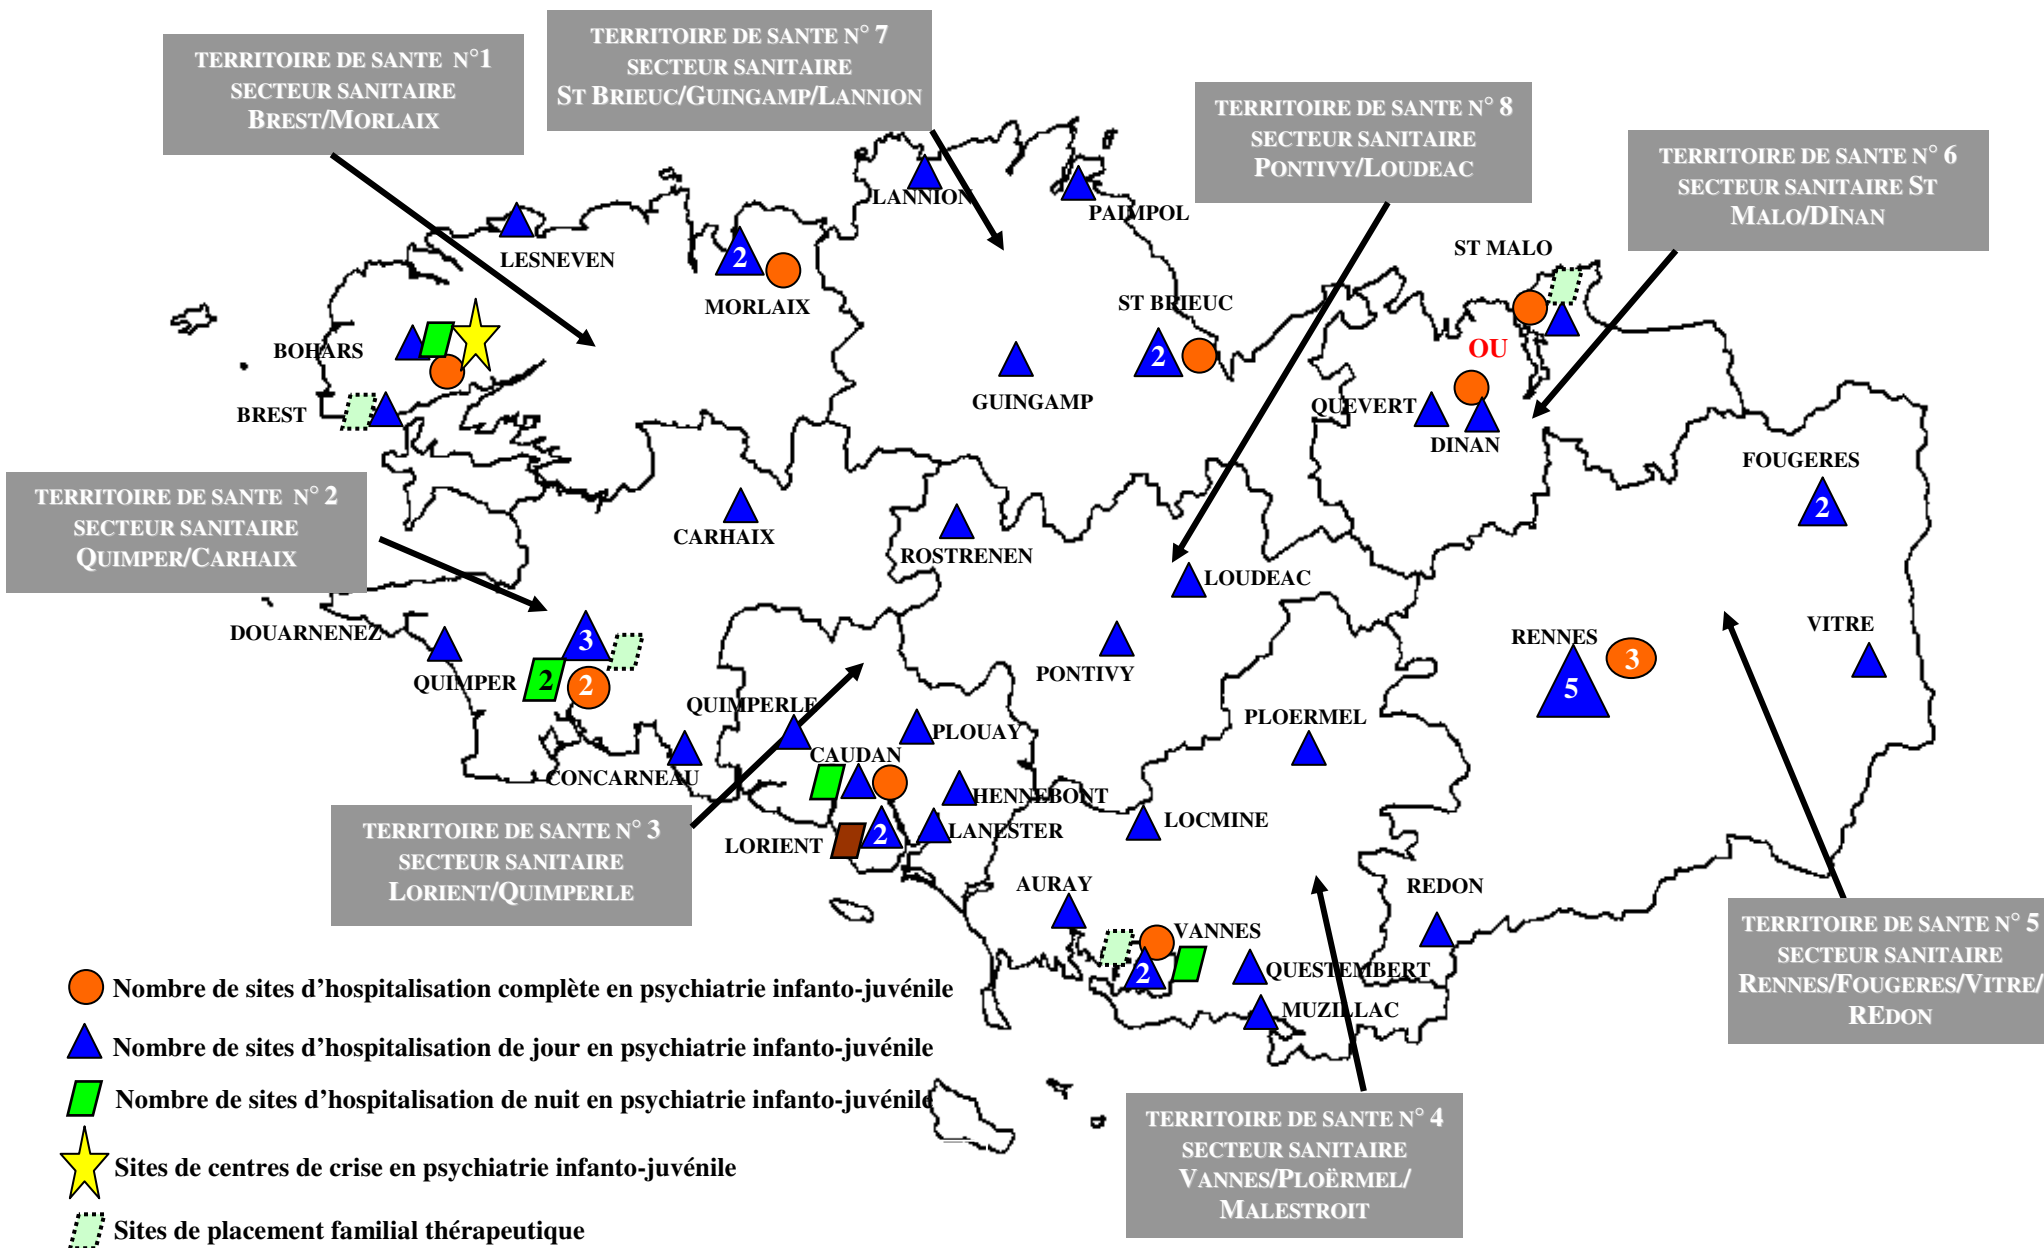 TERRITOIRE DE SANTE N° 7
SECTEUR SANITAIRE
ST BRIEUC/GUINGAMP/LANNION
TERRITOIRE DE SANTE N°1
SECTEUR SANITAIRE
BREST/MORLAIX
TERRITOIRE DE SANTE N° 8
SECTEUR SANITAIRE
PONTIVY/LOUDEAC
TERRITOIRE DE SANTE N° 6
SECTEUR SANITAIRE ST
MALO/DINAN
LANNION
PAIMPOL
LESNEVEN
2
MORLAIX
ST MALO
ST BRIEUC
2
BOHARS
OU
GUINGAMP
QUEVERT
BREST
DINAN
FOUGERES
2
TERRITOIRE DE SANTE N° 2
SECTEUR SANITAIRE
QUIMPER/CARHAIX
CARHAIX
ROSTRENEN
LOUDEAC
DOUARNENEZ
3
RENNES
3
VITRE
QUIMPER
2
2
PONTIVY
5
QUIMPERLE
PLOUAY
PLOERMEL
CAUDAN
CONCARNEAU
HENNEBONT
TERRITOIRE DE SANTE N° 3
SECTEUR SANITAIRE
LORIENT/QUIMPERLE
LORIENT
2
LANESTER
LOCMINE
AURAY
REDON
VANNES
2
QUESTEMBERT
MUZILLAC
TERRITOIRE DE SANTE N° 5
SECTEUR SANITAIRE
RENNES/FOUGERES/VITRE/
REDON
Nombre de sites d'hospitalisation complète en psychiatrie infanto-juvénile
Nombre de sites d'hospitalisation de jour en psychiatrie infanto-juvénile
Nombre de sites d'hospitalisation de nuit en psychiatrie infanto-juvénile
Sites de centres de crise en psychiatrie infanto-juvénile
Sites de placement familial thérapeutique
TERRITOIRE DE SANTE N° 4
SECTEUR SANITAIRE
VANNES/PLOËRMEL/
MALESTROIT